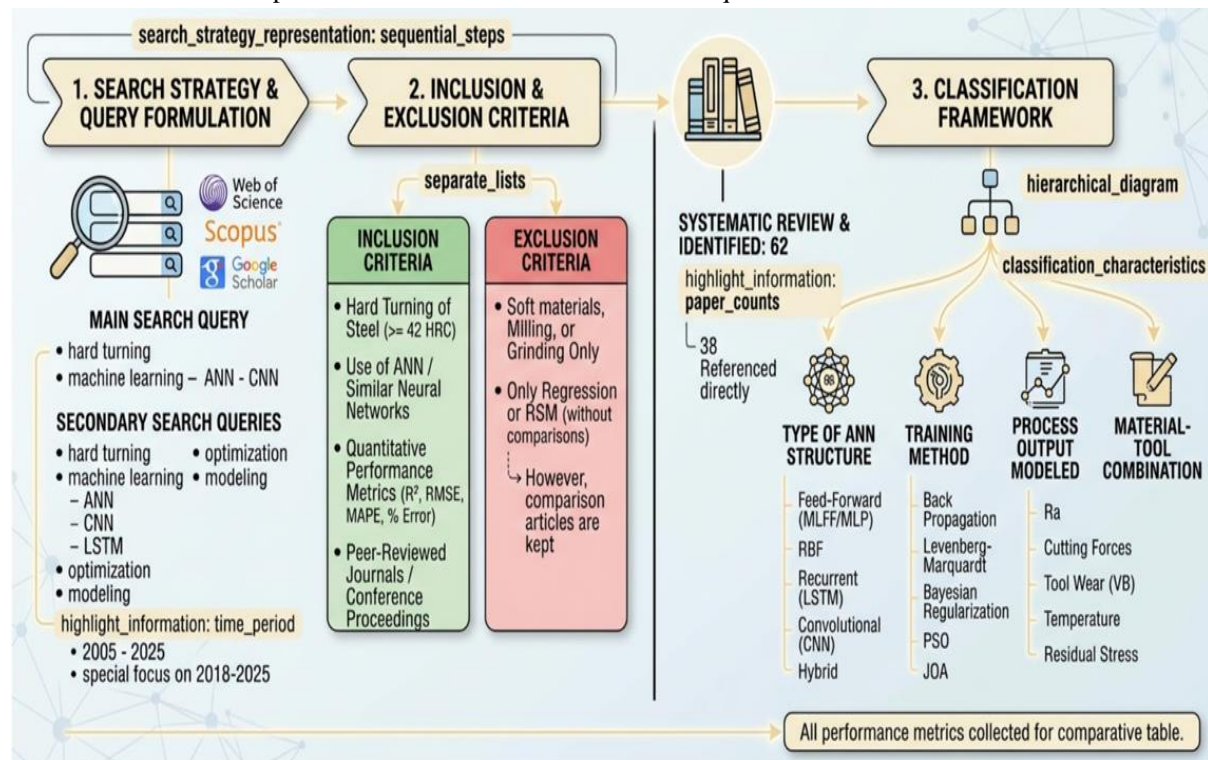 search_strategy_representation: sequential_steps
1. SEARCH STRATEGY &
QUERY FORMULATION
Web of
Science
Scopus®
g
Google
Scholar
MAIN SEARCH QUERY
• hard turning
• machine learning – ANN - CNN
SECONDARY SEARCH QUERIES
• hard turning
• machine learning
– ANN
– CNN
– LSTM
• optimization
• modeling
• optimization
• modeling
highlight_information: time_period
• 2005 - 2025
• special focus on 2018-2025
2. INCLUSION &
EXCLUSION CRITERIA
separate_lists
INCLUSION
CRITERIA
• Hard Turning of
Steel (>= 42 HRC)
• Use of ANN /
Similar Neural
Networks
• Quantitative
Performance
Metrics (R², RMSE,
MAPE, % Error)
• Peer-Reviewed
Journals /
Conference
Proceedings
EXCLUSION
CRITERIA
• Soft materials,
Milling, or
Grinding Only
• Only Regression
or RSM (without
comparisons)
However,
comparison
articles are
kept
SYSTEMATIC REVIEW &
IDENTIFIED: 62
highlight_information:
paper_counts
38
Referenced
directly
3. CLASSIFICATION
FRAMEWORK
hierarchical_diagram
classification_characteristics
TYPE OF ANN
STRUCTURE
Feed-Forward
(MLFF/MLP)
RBF
Recurrent
(LSTM)
Convolutional
(CNN)
Hybrid
TRAINING
METHOD
Back
Propagation
Levenberg-
Marquardt
Bayesian
Regularization
PSO
JOA
PROCESS
OUTPUT
MODELED
Ra
Cutting Forces
Tool Wear (VB)
Temperature
Residual Stress
MATERIAL-
TOOL
COMBINATION
All performance metrics collected for comparative table.